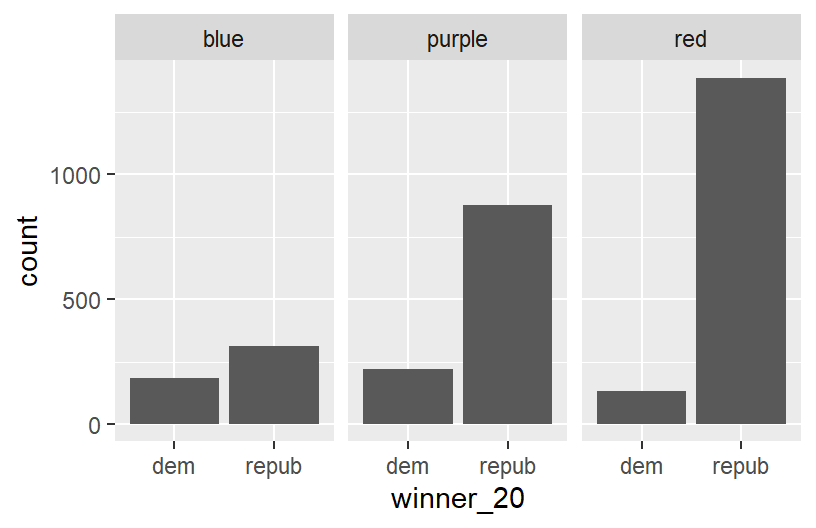 blue purple red
1000
500
0
count
dem repub dem repub dem repub
winner_20